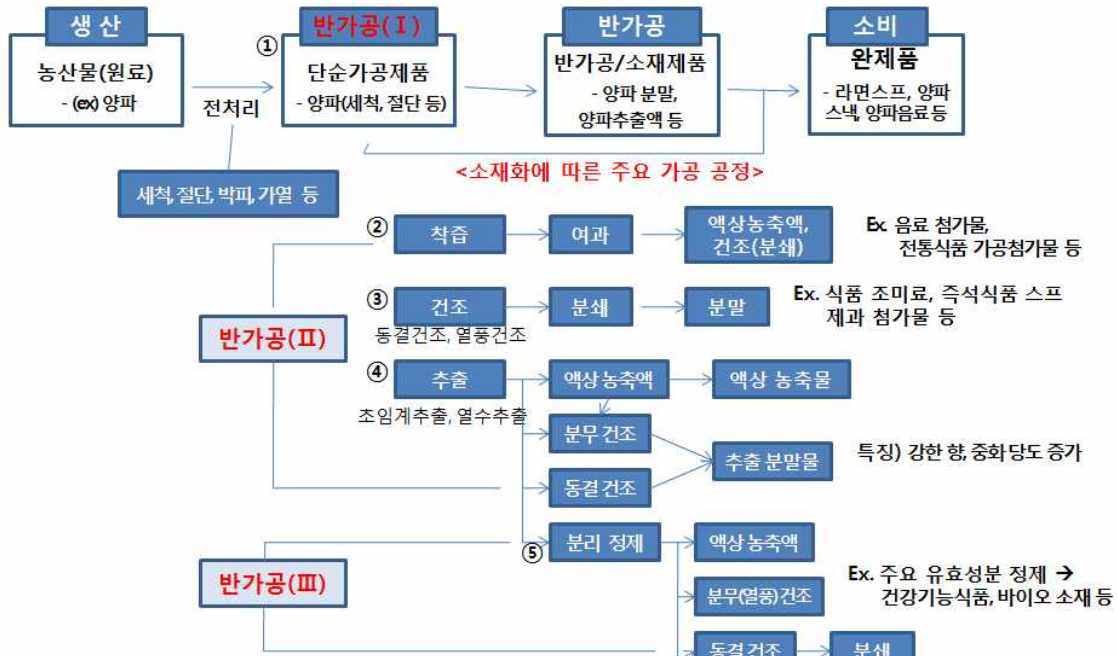 생 산
반가공(Ⅰ)
반가공
소비
①
농산물(원료)
- (ex) 양파
전처리
단순가공제품
- 양파(세척, 절단 등)
반가공/소재제품
- 양파 분말,
양파추출액 등
완제품
- 라면스프, 양파
스낵, 양파음료 등
<소재화에 따른 주요 가공 공정>
세척, 절단, 박피, 가열 등
②
착즙
여과
액상농축액,
건조(분쇄)
Ex. 음료 첨가물,
전통식품 가공첨가물 등
③
건조
분쇄
분말
Ex. 식품 조미료, 즉석식품 스프
제과 첨가물 등
동결건조, 열풍건조
반가공(Ⅱ)
④
추출
액상 농축액
액상 농축물
초임계추출, 열수추출
분무 건조
추출 분말물
특징) 강한 향, 중화 당도 증가
동결 건조
⑤
분리 정제
액상 농축액
반가공(Ⅲ)
분무(열풍)건조
Ex. 주요 유효성분 정제 →
건강기능식품, 바이오 소재 등
동결 건조
분쇄